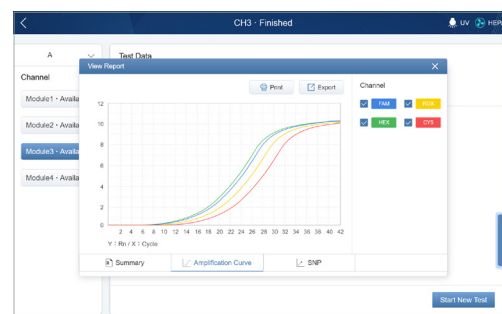 CH3 · Finished
UV
HEPA
A
Test Data
View Report
Channel
Print
Export
Channel
Module1 · Availa
FAM
ROX
Module2 · Availa
HEX
CY5
Module3 · Availa
Module4 · Availa
12
10
8
6
4
2
0
2 4 6 8 10 12 14 16 18 20 22 24 26 28 30 32 34 36 38 40 42
Y : Rn / X : Cycle
Summary
Amplification Curve
SNP
Start New Test